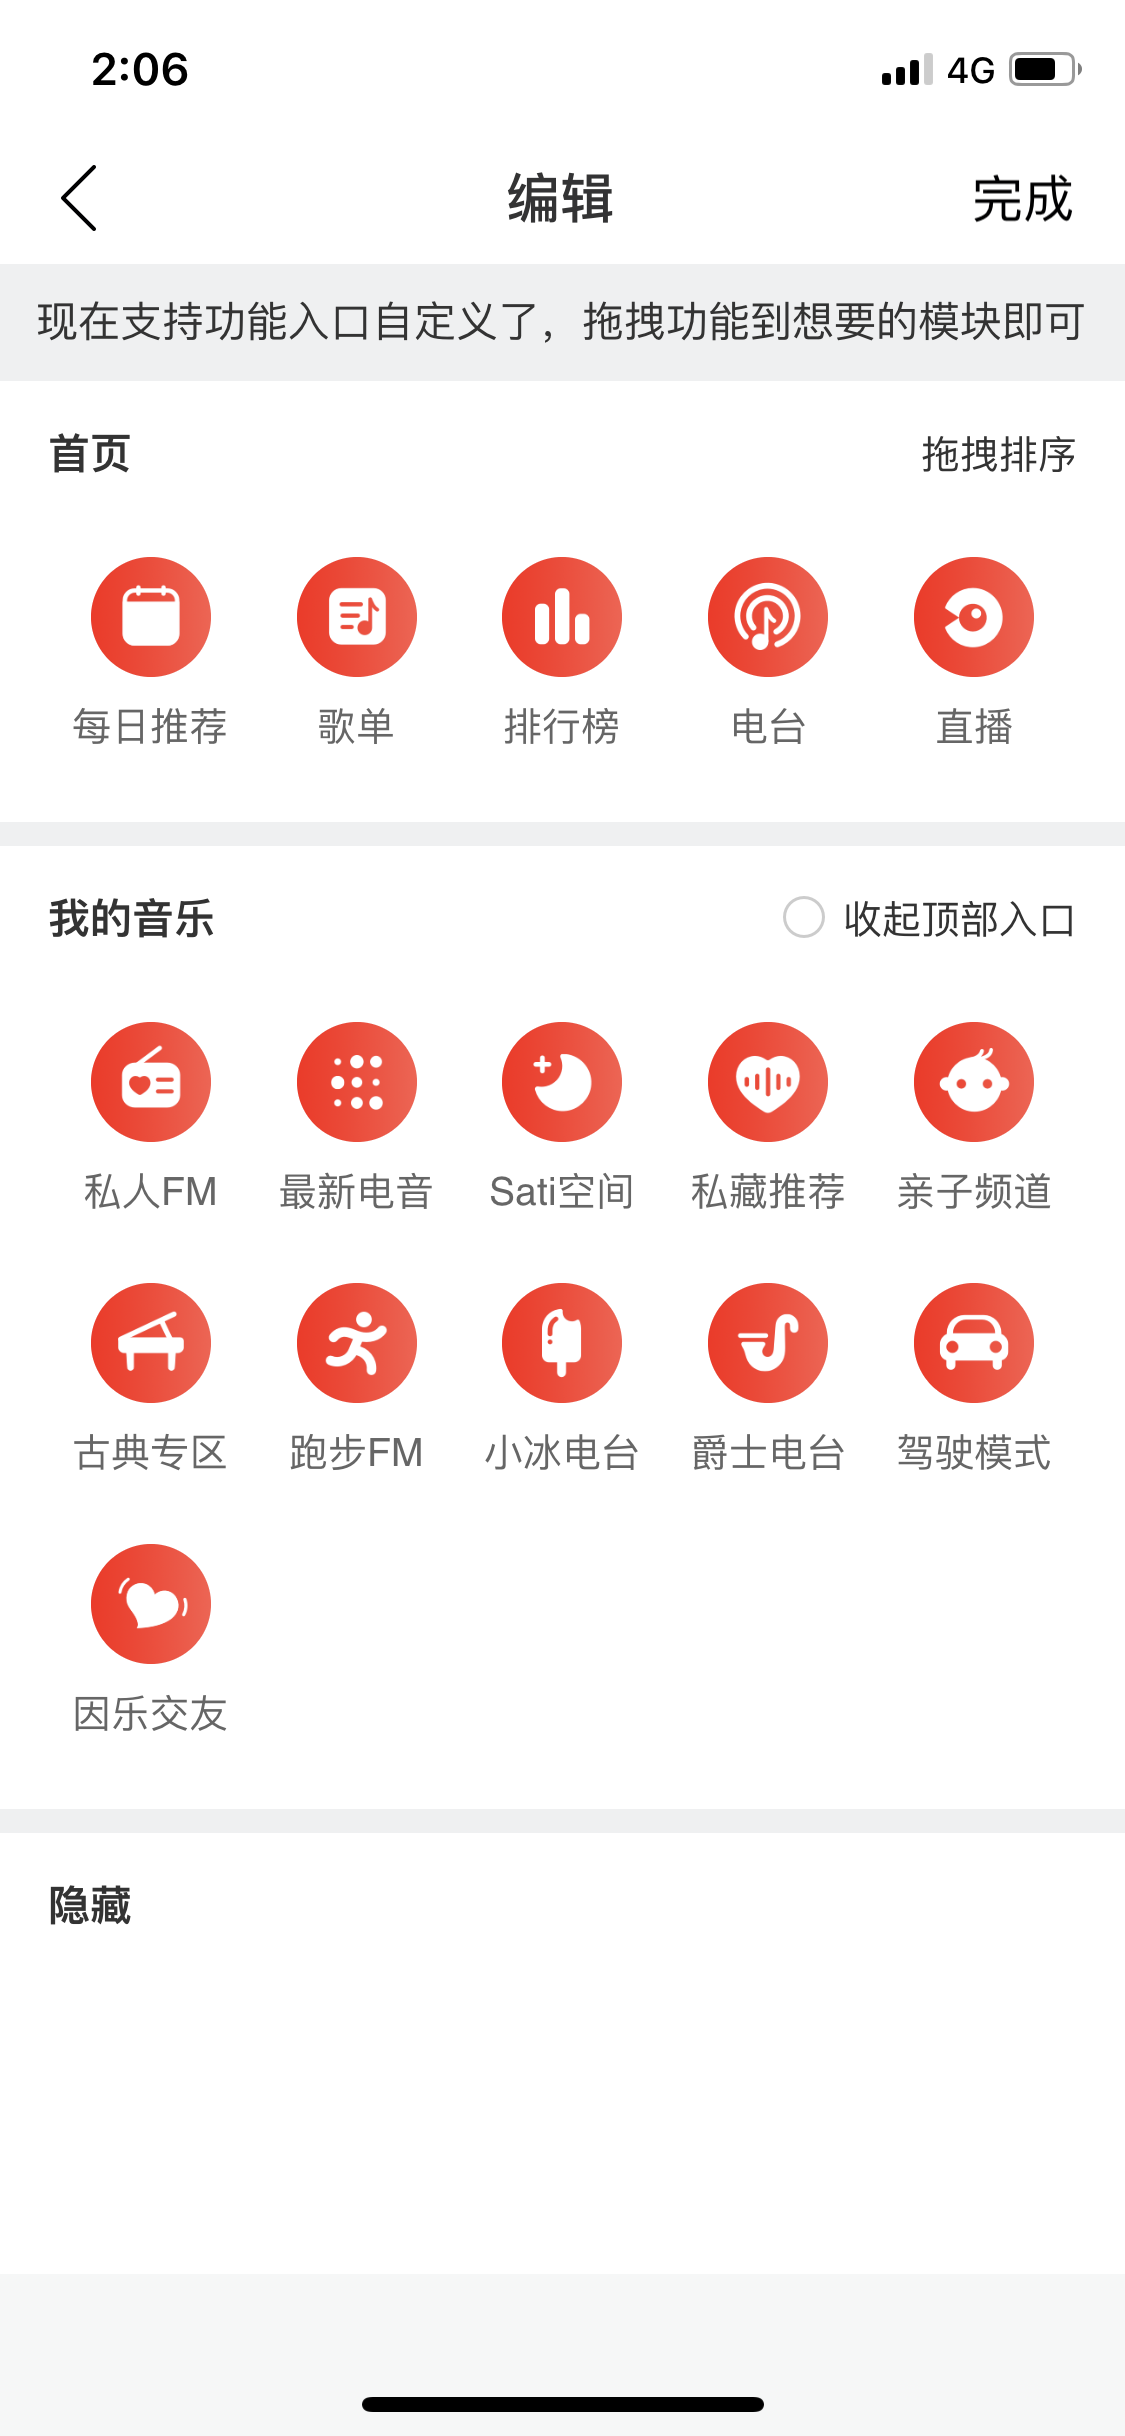 2:06
4G
编辑
完成
现在支持功能入口自定义了，拖拽功能到想要的模块即可
首页
拖拽排序
每日推荐
歌单
排行榜
电台
直播
我的音乐
收起顶部入口
私人FM
最新电音
Sati空间
私藏推荐
亲子频道
古典专区
跑步FM
小冰电台
爵士电台
驾驶模式
因乐交友
隐藏